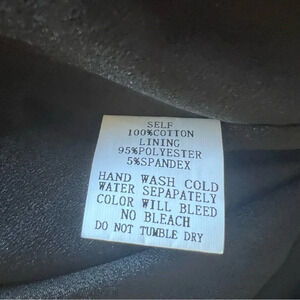 SELF
100%COTTON
LINING
95%POLYESTER
5%SPANDEX
HAND WASH COLD
WATER SEPAPATELY
COLOR WILL BLEED
NO BLEACH
DO NOT TUMBLE DRY